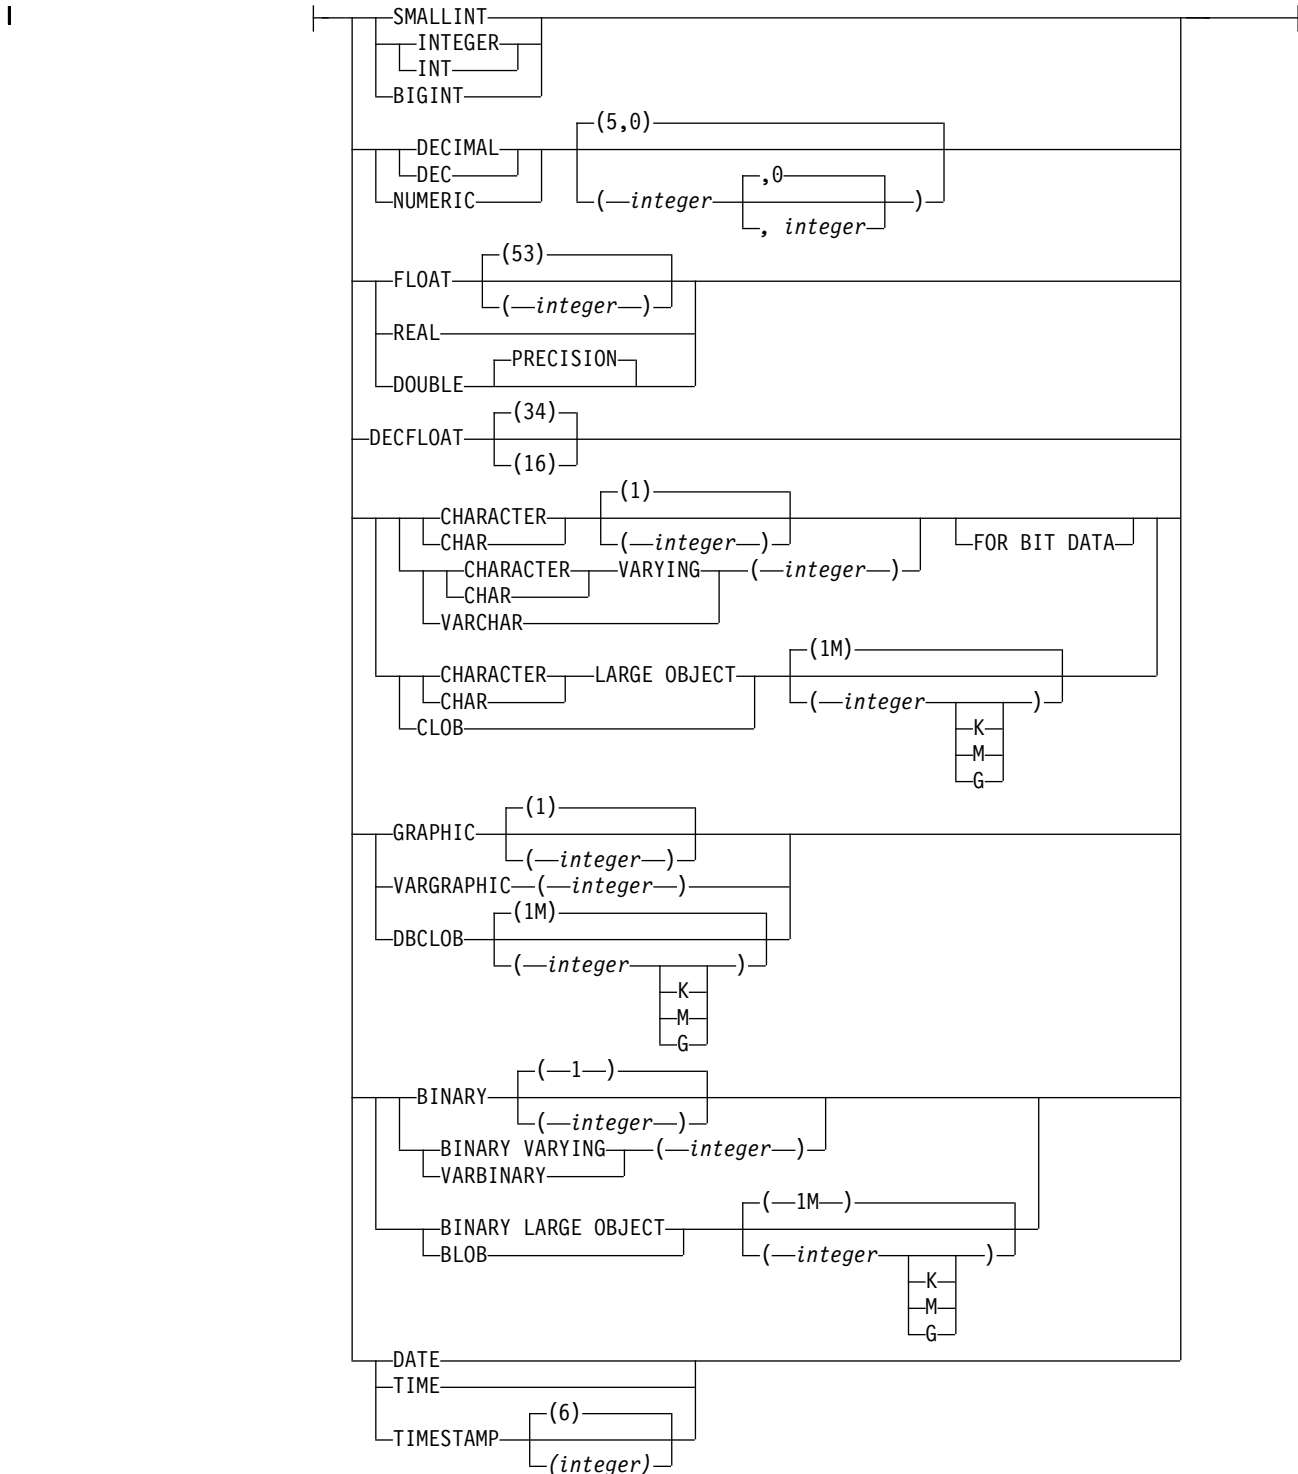 SMALLINT
INTEGER
INT
BIGINT
(5,0)
DECIMAL
DEC
,0
NUMERIC ( integer )
, integer
(53)
FLOAT
( integer )
REAL
PRECISION
DOUBLE
(34)
DECFLOAT
(16)
(1)
CHARACTER
CHAR ( integer ) FOR BIT DATA
CHARACTER VARYING ( integer )
CHAR
VARCHAR
(1M)
CHARACTER LARGE OBJECT
CHAR ( integer )
CLOB K
M
G
(1)
GRAPHIC
( integer )
VARGRAPHIC ( integer )
(1M)
DBCLOB
( integer )
K
M
G
( 1 )
BINARY
( integer )
BINARY VARYING ( integer )
VARBINARY
( 1M )
BINARY LARGE OBJECT
BLOB ( integer )
K
M
G
DATE
TIME
(6)
TIMESTAMP
(integer)